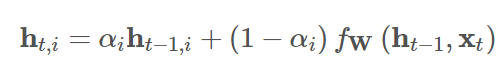 h_{t,i} = α_i h_{t−1,i} + (1 − α_i) f_W (h_{t−1}, x_t)